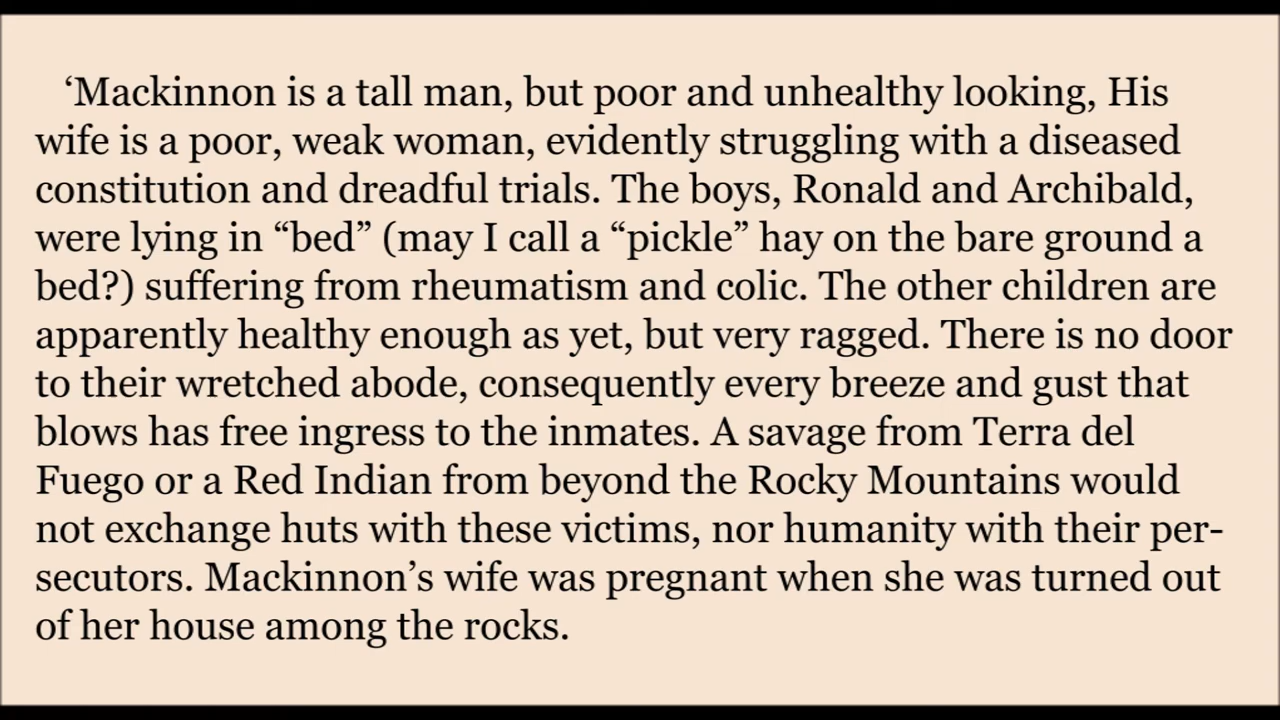 ‘Mackinnon is a tall man, but poor and unhealthy looking, His
wife is a poor, weak woman, evidently struggling with a diseased
constitution and dreadful trials. The boys, Ronald and Archibald,
were lying in “bed” (may I call a “pickle” hay on the bare ground a
bed?) suffering from rheumatism and colic. The other children are
apparently healthy enough as yet, but very ragged. There is no door
to their wretched abode, consequently every breeze and gust that
blows has free ingress to the inmates. A savage from Terra del
Fuego or a Red Indian from beyond the Rocky Mountains would
not exchange huts with these victims, nor humanity with their per-
secutors. Mackinnon’s wife was pregnant when she was turned out
of her house among the rocks.